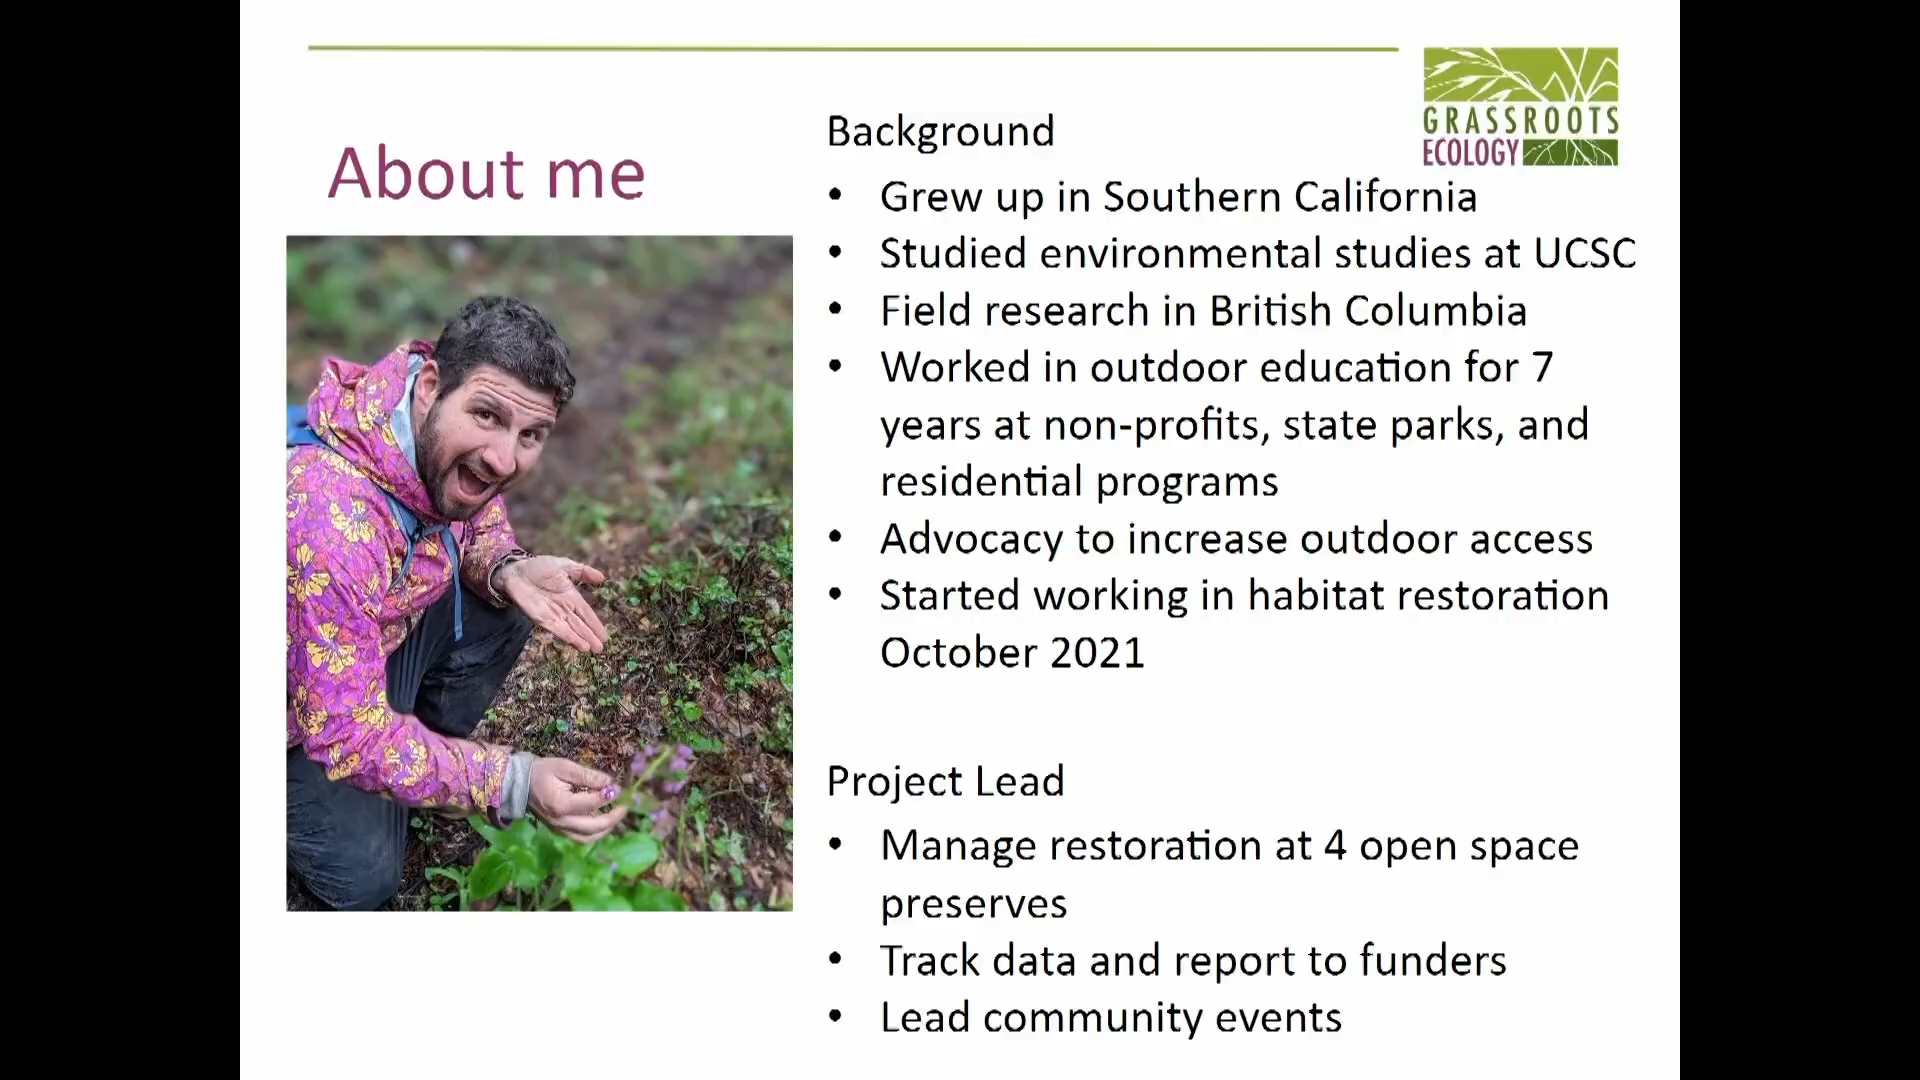 About me
GRASSROOTS
ECOLOGY
Background
• Grew up in Southern California
• Studied environmental studies at UCSC
• Field research in British Columbia
• Worked in outdoor education for 7
years at non-profits, state parks, and
residential programs
• Advocacy to increase outdoor access
• Started working in habitat restoration
October 2021
Project Lead
• Manage restoration at 4 open space
preserves
• Track data and report to funders
• Lead community events